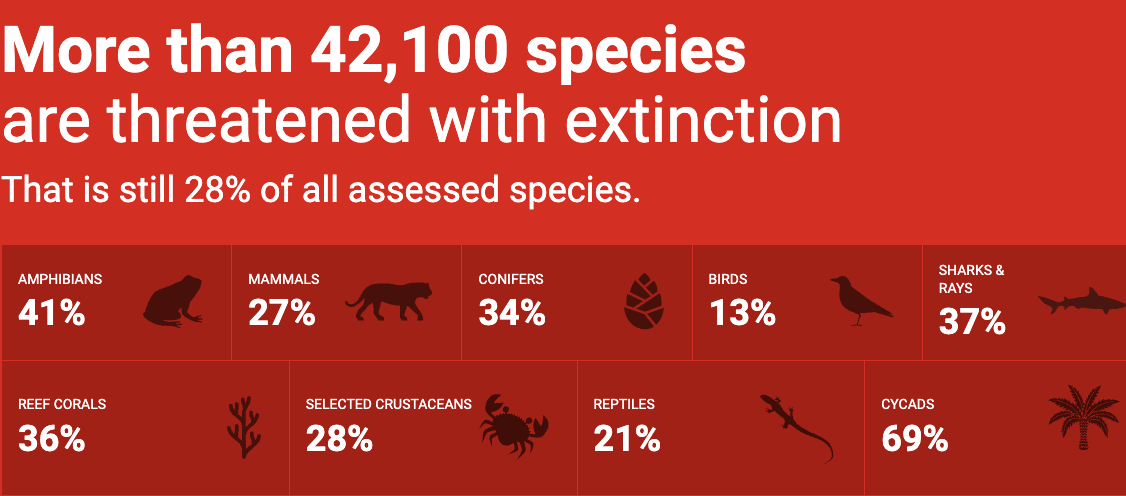 More than 42,100 species
are threatened with extinction
That is still 28% of all assessed species.
AMPHIBIANS
41%
MAMMALS
27%
CONIFERS
34%
BIRDS
13%
SHARKS &
RAYS
37%
REEF CORALS
36%
SELECTED CRUSTACEANS
28%
REPTILES
21%
CYCADS
69%